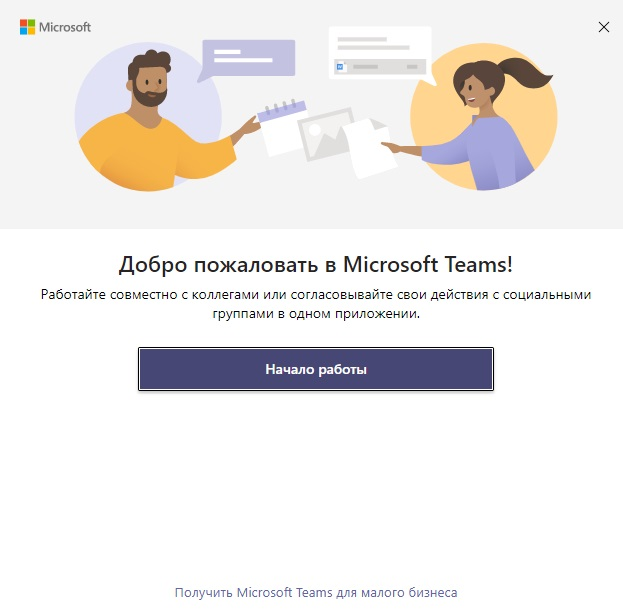 Microsoft
Добро пожаловать в Microsoft Teams!
Работайте совместно с коллегами или согласовывайте свои действия с социальными
группами в одном приложении.
Начало работы
Получить Microsoft Teams для малого бизнеса